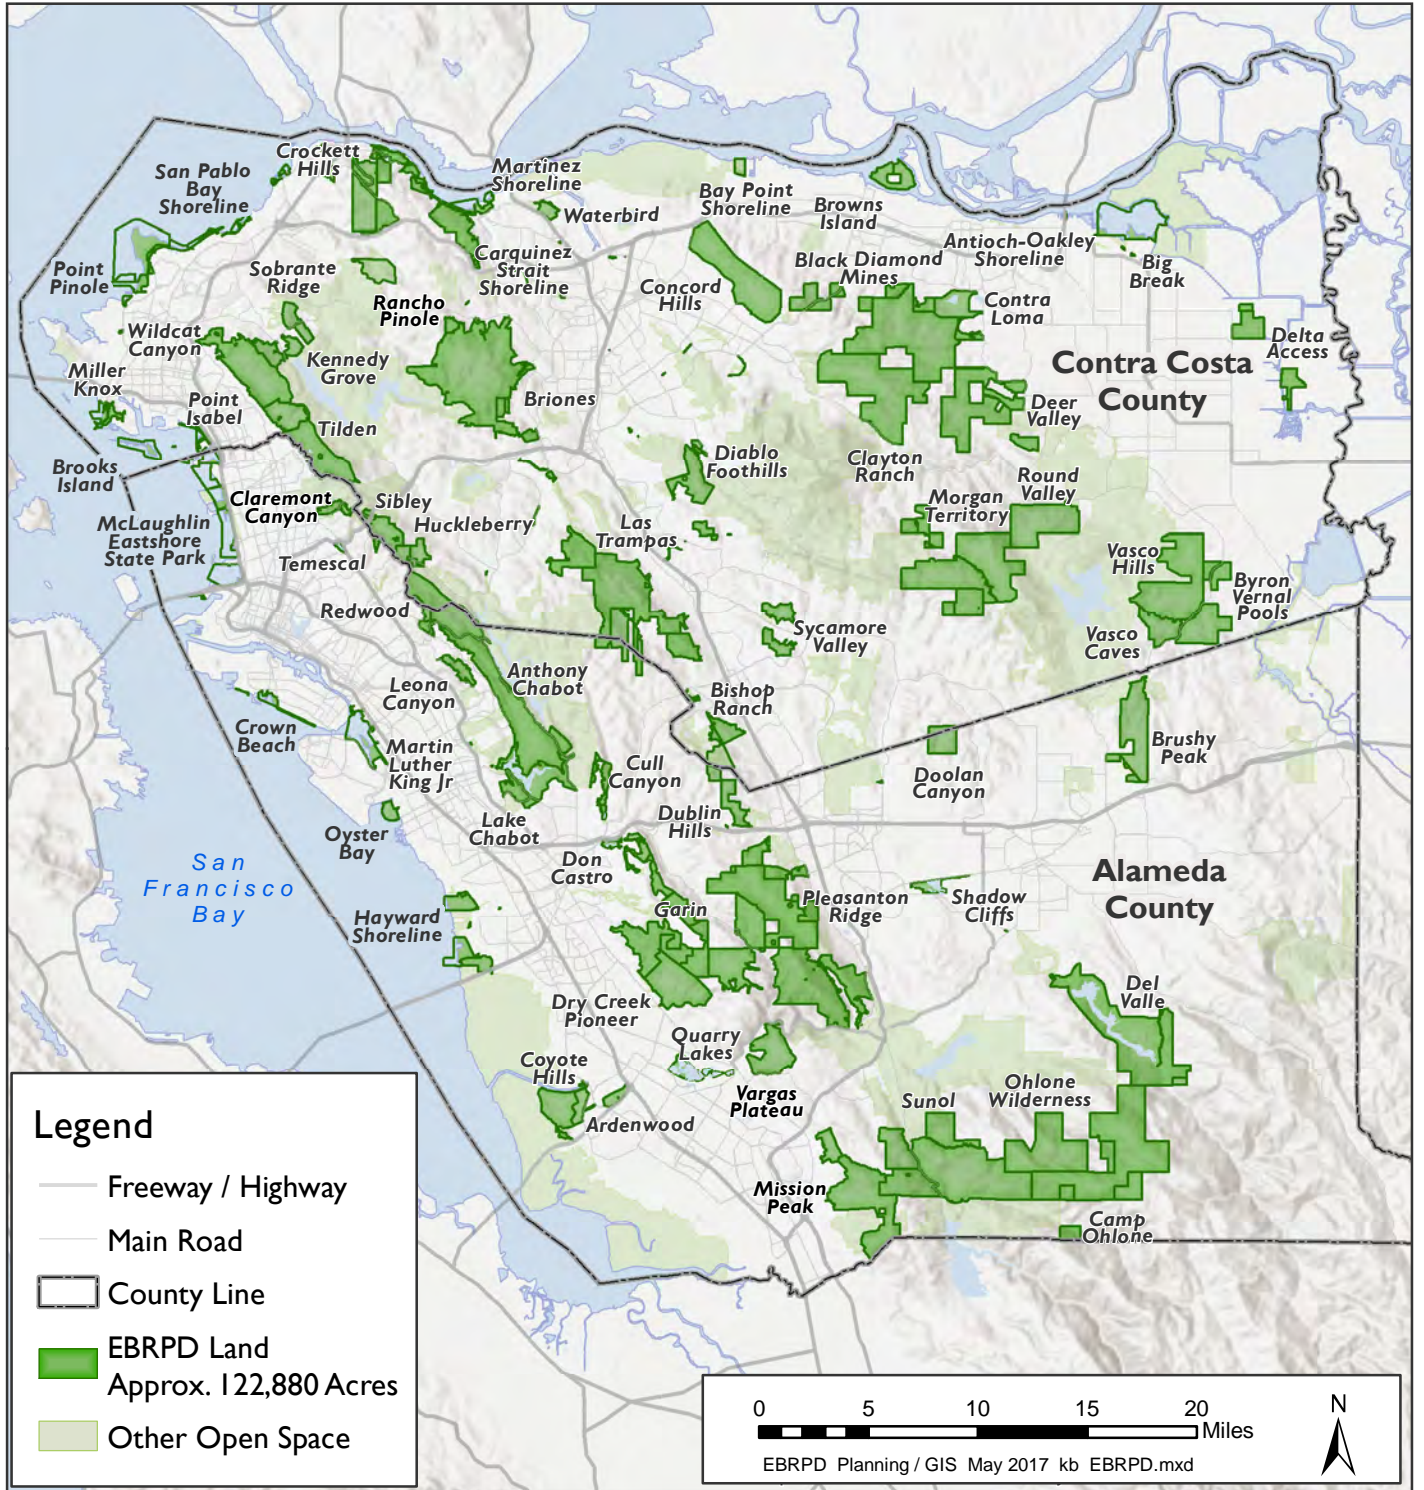 Crockett
Hills
San Pablo
Bay
Shoreline
Martinez
Shoreline
Waterbird
Bay Point
Shoreline
Browns
Island
Antioch-Oakley
Shoreline
Big
Break
Point
Pinole
Sobrante
Ridge
Carquinez
Strait
Shoreline
Rancho
Pinole
Concord
Hills
Black Diamond
Mines
Contra
Loma
Delta
Access
Wildcat
Canyon
Kennedy
Grove
Miller
Knox
Point
Isabel
Tilden
Briones
Contra Costa
County
Deer
Valley
Brooks
Island
Diablo
Foothills
Clayton
Ranch
Round
Valley
Morgan
Territory
Claremont
Canyon
Sibley
Huckleberry
Las
Trampas
McLaughlin
Eastshore
State Park
Temescal
Vasco
Hills
Byron
Vernal
Pools
Redwood
Sycamore
Valley
Vasco
Caves
Leona
Canyon
Anthony
Chabot
Bishop
Ranch
Crown
Beach
Martin
Luther
King Jr
Cull
Canyon
Doolan
Canyon
Brushy
Peak
Oyster
Bay
Lake
Chabot
Dublin
Hills
San
Francisco
Bay
Don
Castro
Alameda
County
Hayward
Shoreline
Garin
Pleasanton
Ridge
Shadow
Cliffs
Dry Creek
Pioneer
Del
Valle
Quarry
Lakes
Coyote
Hills
Ardenwood
Vargas
Plateau
Sunol
Ohlone
Wilderness
Mission
Peak
Camp
Ohlone
Legend
Freeway / Highway
Main Road
County Line
EBRPD Land
Approx. 122,880 Acres
Other Open Space
0 5 10 15 20
Miles
N
EBRPD Planning / GIS May 2017 kb EBRPD.mxd